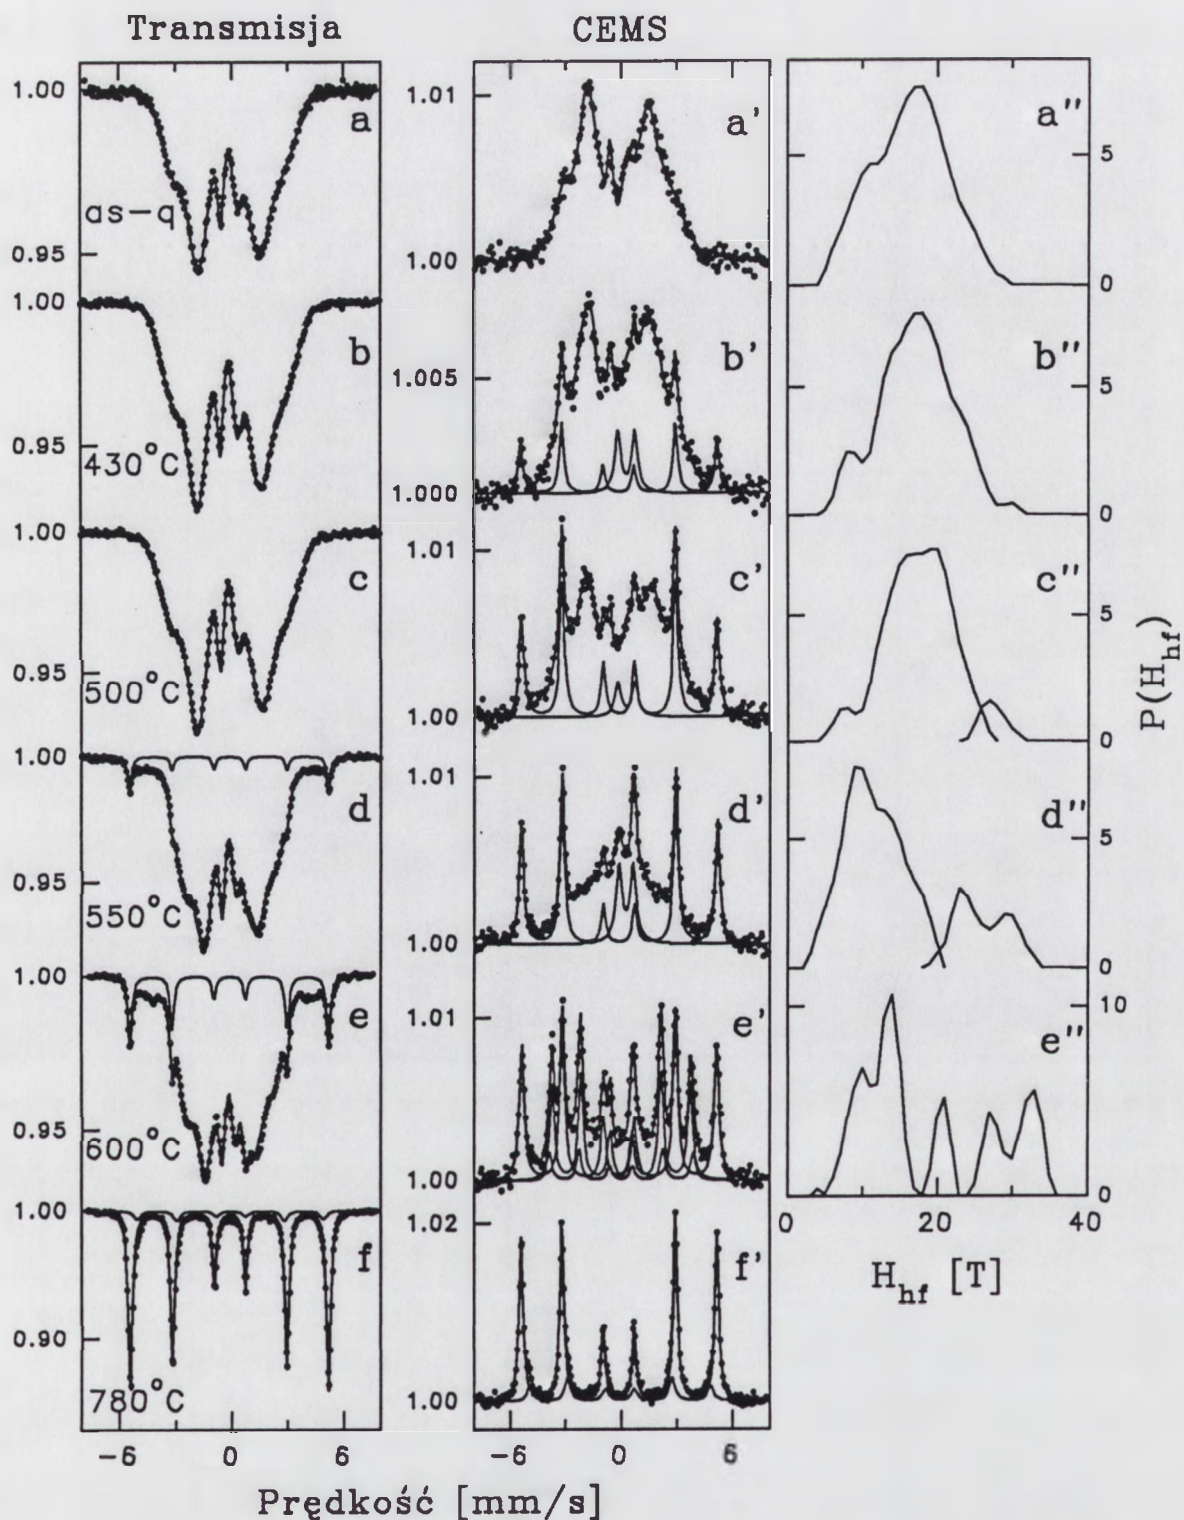 Transmisja CEMS
1.00 a 1.01 a' a''
as-q 5
0.95 1.00 0
1.00 b b' b''
1.005 5
0.95 430°C 1.000 0
1.00 c 1.01 c' c''
5
0.95 500°C 1.00 0
P(H_hf)
1.00 d 1.01 d' d''
5
0.95 550°C 1.00 0
1.00 e 1.01 e' e'' 10
0.95 600°C 1.00 0
0 20 40
H_hf [T]
1.00 f 1.02 f'
0.90 780°C 1.00
-6 0 6 -6 0 6
Prędkość [mm/s]